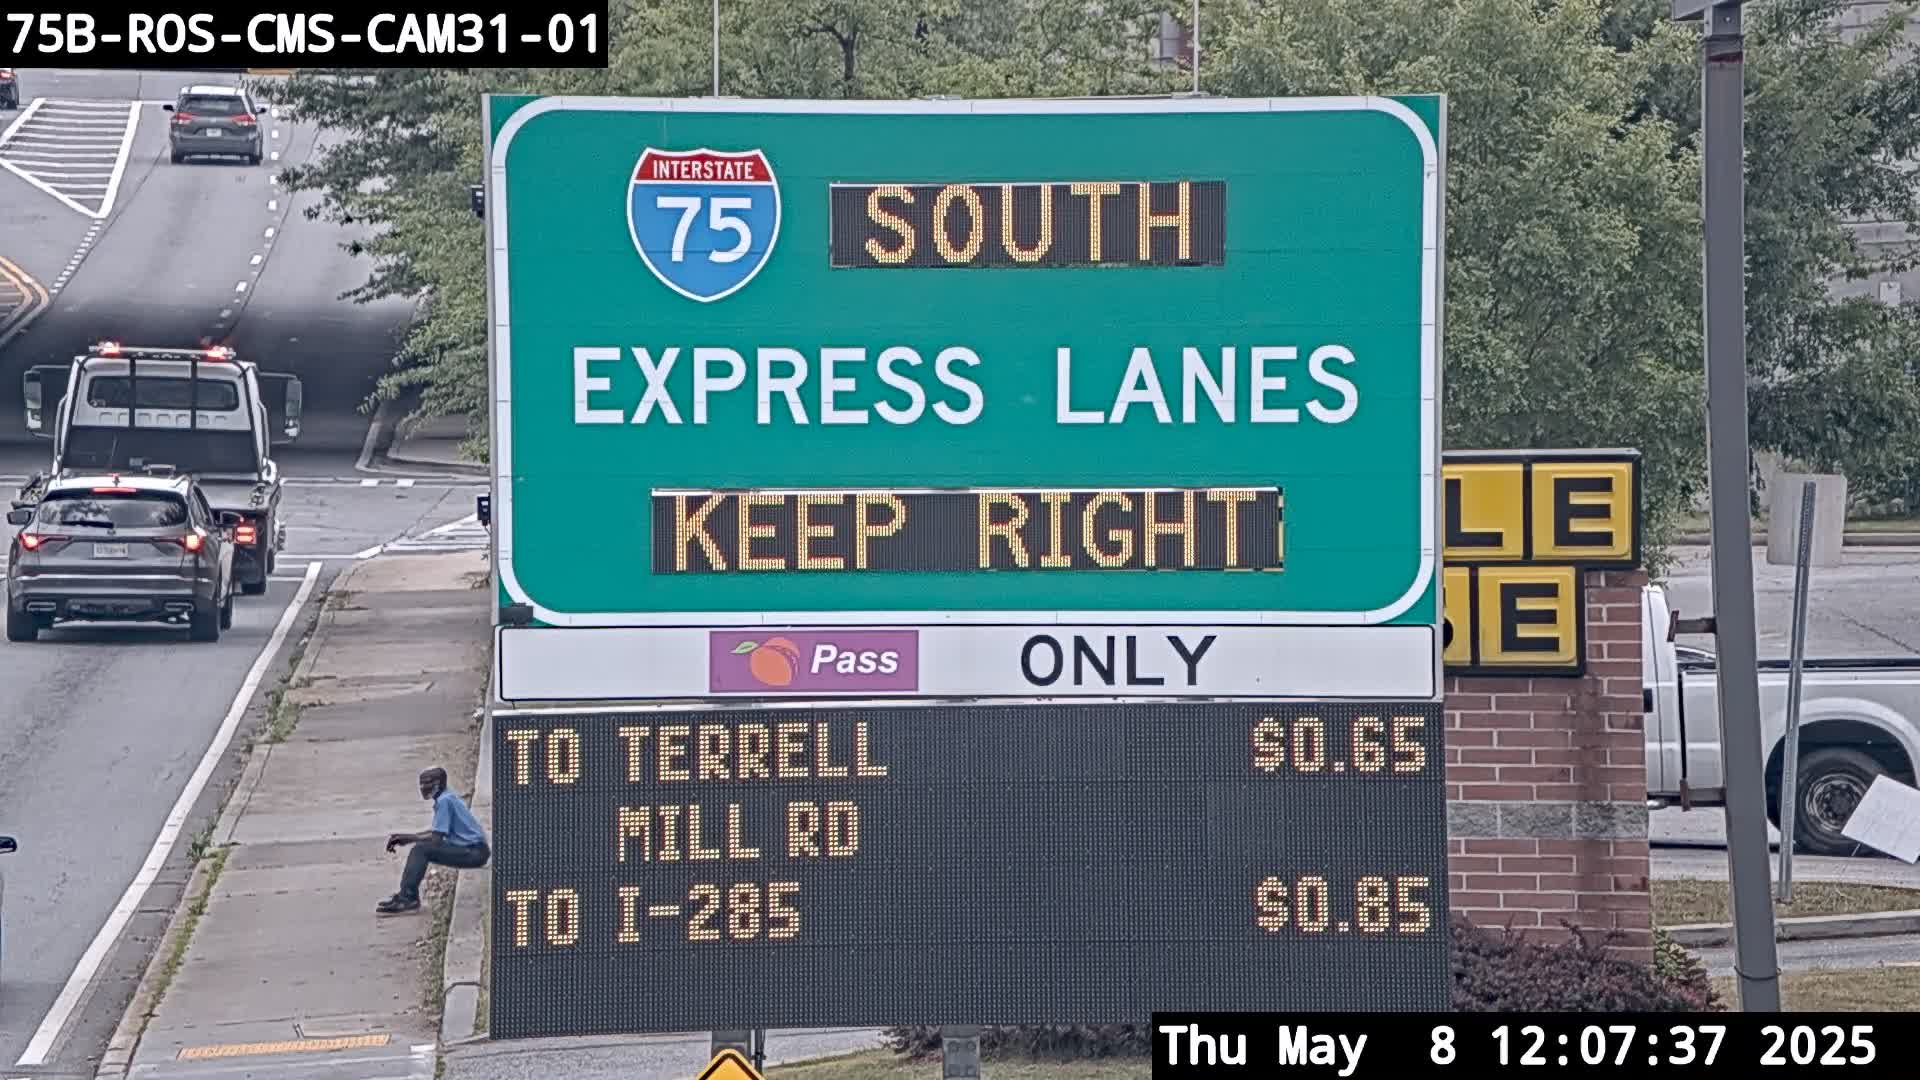 75B-ROS-CMS-CAM31-01
INTERSTATE
75
SOUTH
EXPRESS LANES
KEEP RIGHT
LE
E
Pass ONLY
TO TERRELL $0.65
MILL RD
TO I-285 $0.85
Thu May 8 12:07:37 2025